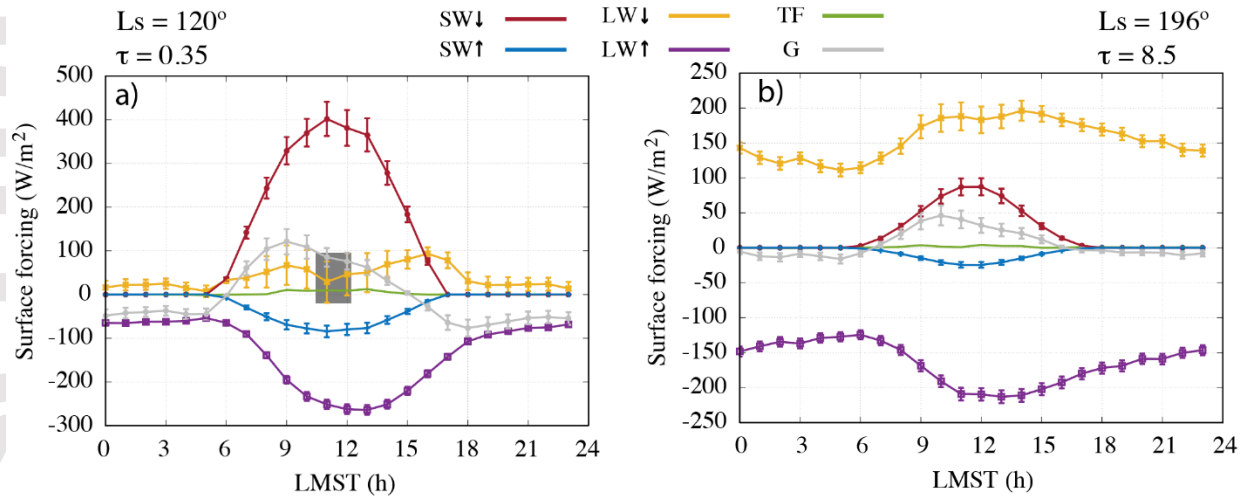 Ls = 120º
τ = 0.35
SW↓
LW↓
TF
SW↑
LW↑
G
Ls = 196º
τ = 8.5
a)
Surface forcing (W/m²)
500
400
300
200
100
0
-100
-200
-300
0 3 6 9 12 15 18 21 24
LMST (h)
b)
Surface forcing (W/m²)
250
200
150
100
50
0
-50
-100
-150
-200
-250
0 3 6 9 12 15 18 21 24
LMST (h)